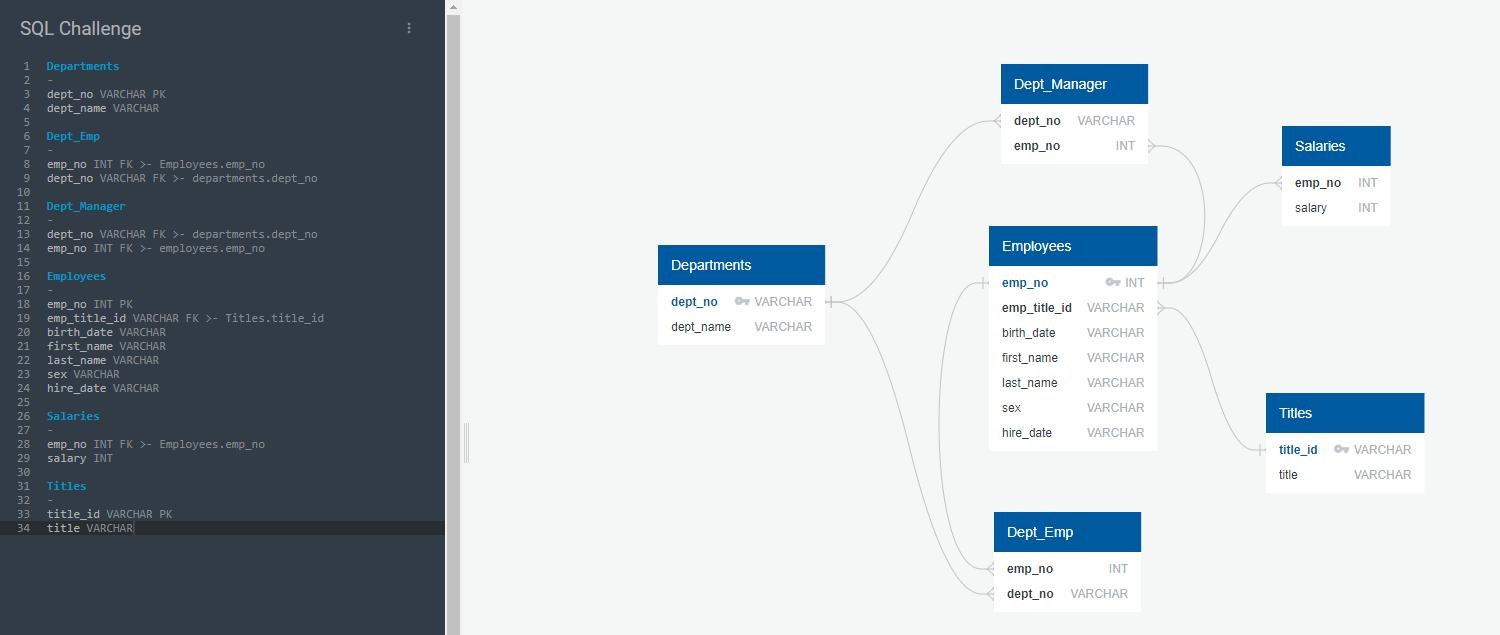 SQL Challenge
1 Departments
2 -
3 dept_no VARCHAR PK
4 dept_name VARCHAR
5
6 Dept_Emp
7 -
8 emp_no INT FK >- Employees.emp_no
9 dept_no VARCHAR FK >- departments.dept_no
10
11 Dept_Manager
12 -
13 dept_no VARCHAR FK >- departments.dept_no
14 emp_no INT FK >- employees.emp_no
15
16 Employees
17 -
18 emp_no INT PK
19 emp_title_id VARCHAR FK >- Titles.title_id
20 birth_date VARCHAR
21 first_name VARCHAR
22 last_name VARCHAR
23 sex VARCHAR
24 hire_date VARCHAR
25
26 Salaries
27 -
28 emp_no INT FK >- Employees.emp_no
29 salary INT
30
31 Titles
32 -
33 title_id VARCHAR PK
34 title VARCHAR
Departments
dept_no VARCHAR
dept_name VARCHAR
Dept_Manager
dept_no VARCHAR
emp_no INT
Employees
emp_no INT
emp_title_id VARCHAR
birth_date VARCHAR
first_name VARCHAR
last_name VARCHAR
sex VARCHAR
hire_date VARCHAR
Dept_Emp
emp_no INT
dept_no VARCHAR
Salaries
emp_no INT
salary INT
Titles
title_id VARCHAR
title VARCHAR